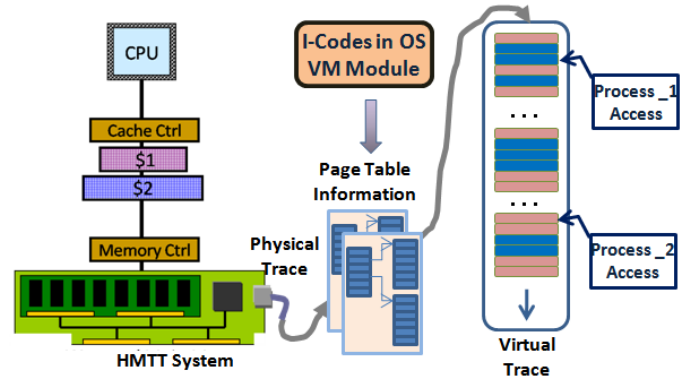 CPU
Cache Ctrl
$1
$2
Memory Ctrl
HMTT System
Physical
Trace
I-Codes in OS
VM Module
Page Table
Information
Process _1
Access
...
...
Process _2
Access
Virtual
Trace